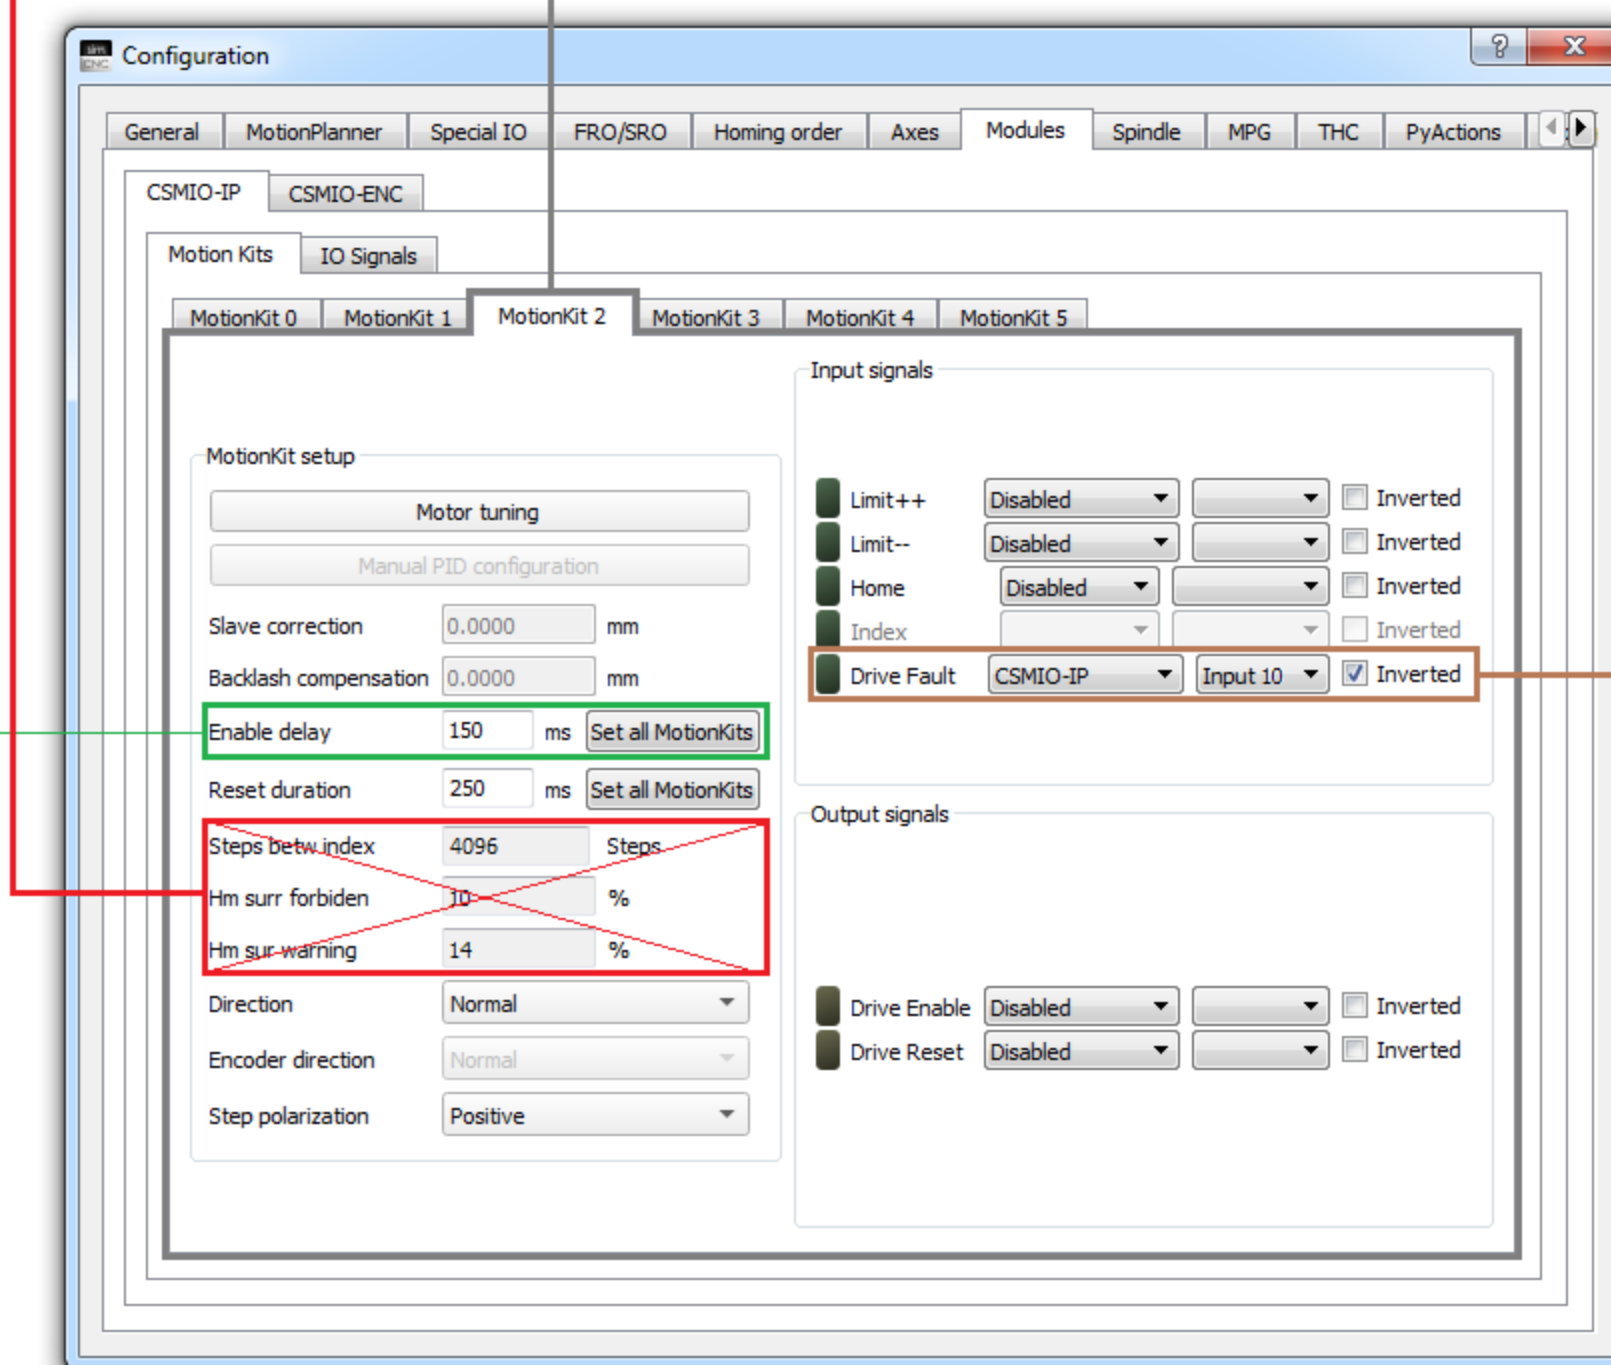 Configuration
General MotionPlanner Special IO FRO/SRO Homing order Axes Modules Spindle MPG THC PyActions
CSMIO-IP CSMIO-ENC
Motion Kits IO Signals
MotionKit 0 MotionKit 1 MotionKit 2 MotionKit 3 MotionKit 4 MotionKit 5
MotionKit setup
Motor tuning
Manual PID configuration
Slave correction 0.0000 mm
Backlash compensation 0.0000 mm
Enable delay 150 ms Set all MotionKits
Reset duration 250 ms Set all MotionKits
Steps betw index 4096 Steps
Hm surr forbiden 10 %
Hm sur warning 14 %
Direction Normal
Encoder direction Normal
Step polarization Positive
Input signals
Limit++ Disabled Inverted
Limit-- Disabled Inverted
Home Disabled Inverted
Index Inverted
Drive Fault CSMIO-IP Input 10 Inverted
Output signals
Drive Enable Disabled Inverted
Drive Reset Disabled Inverted